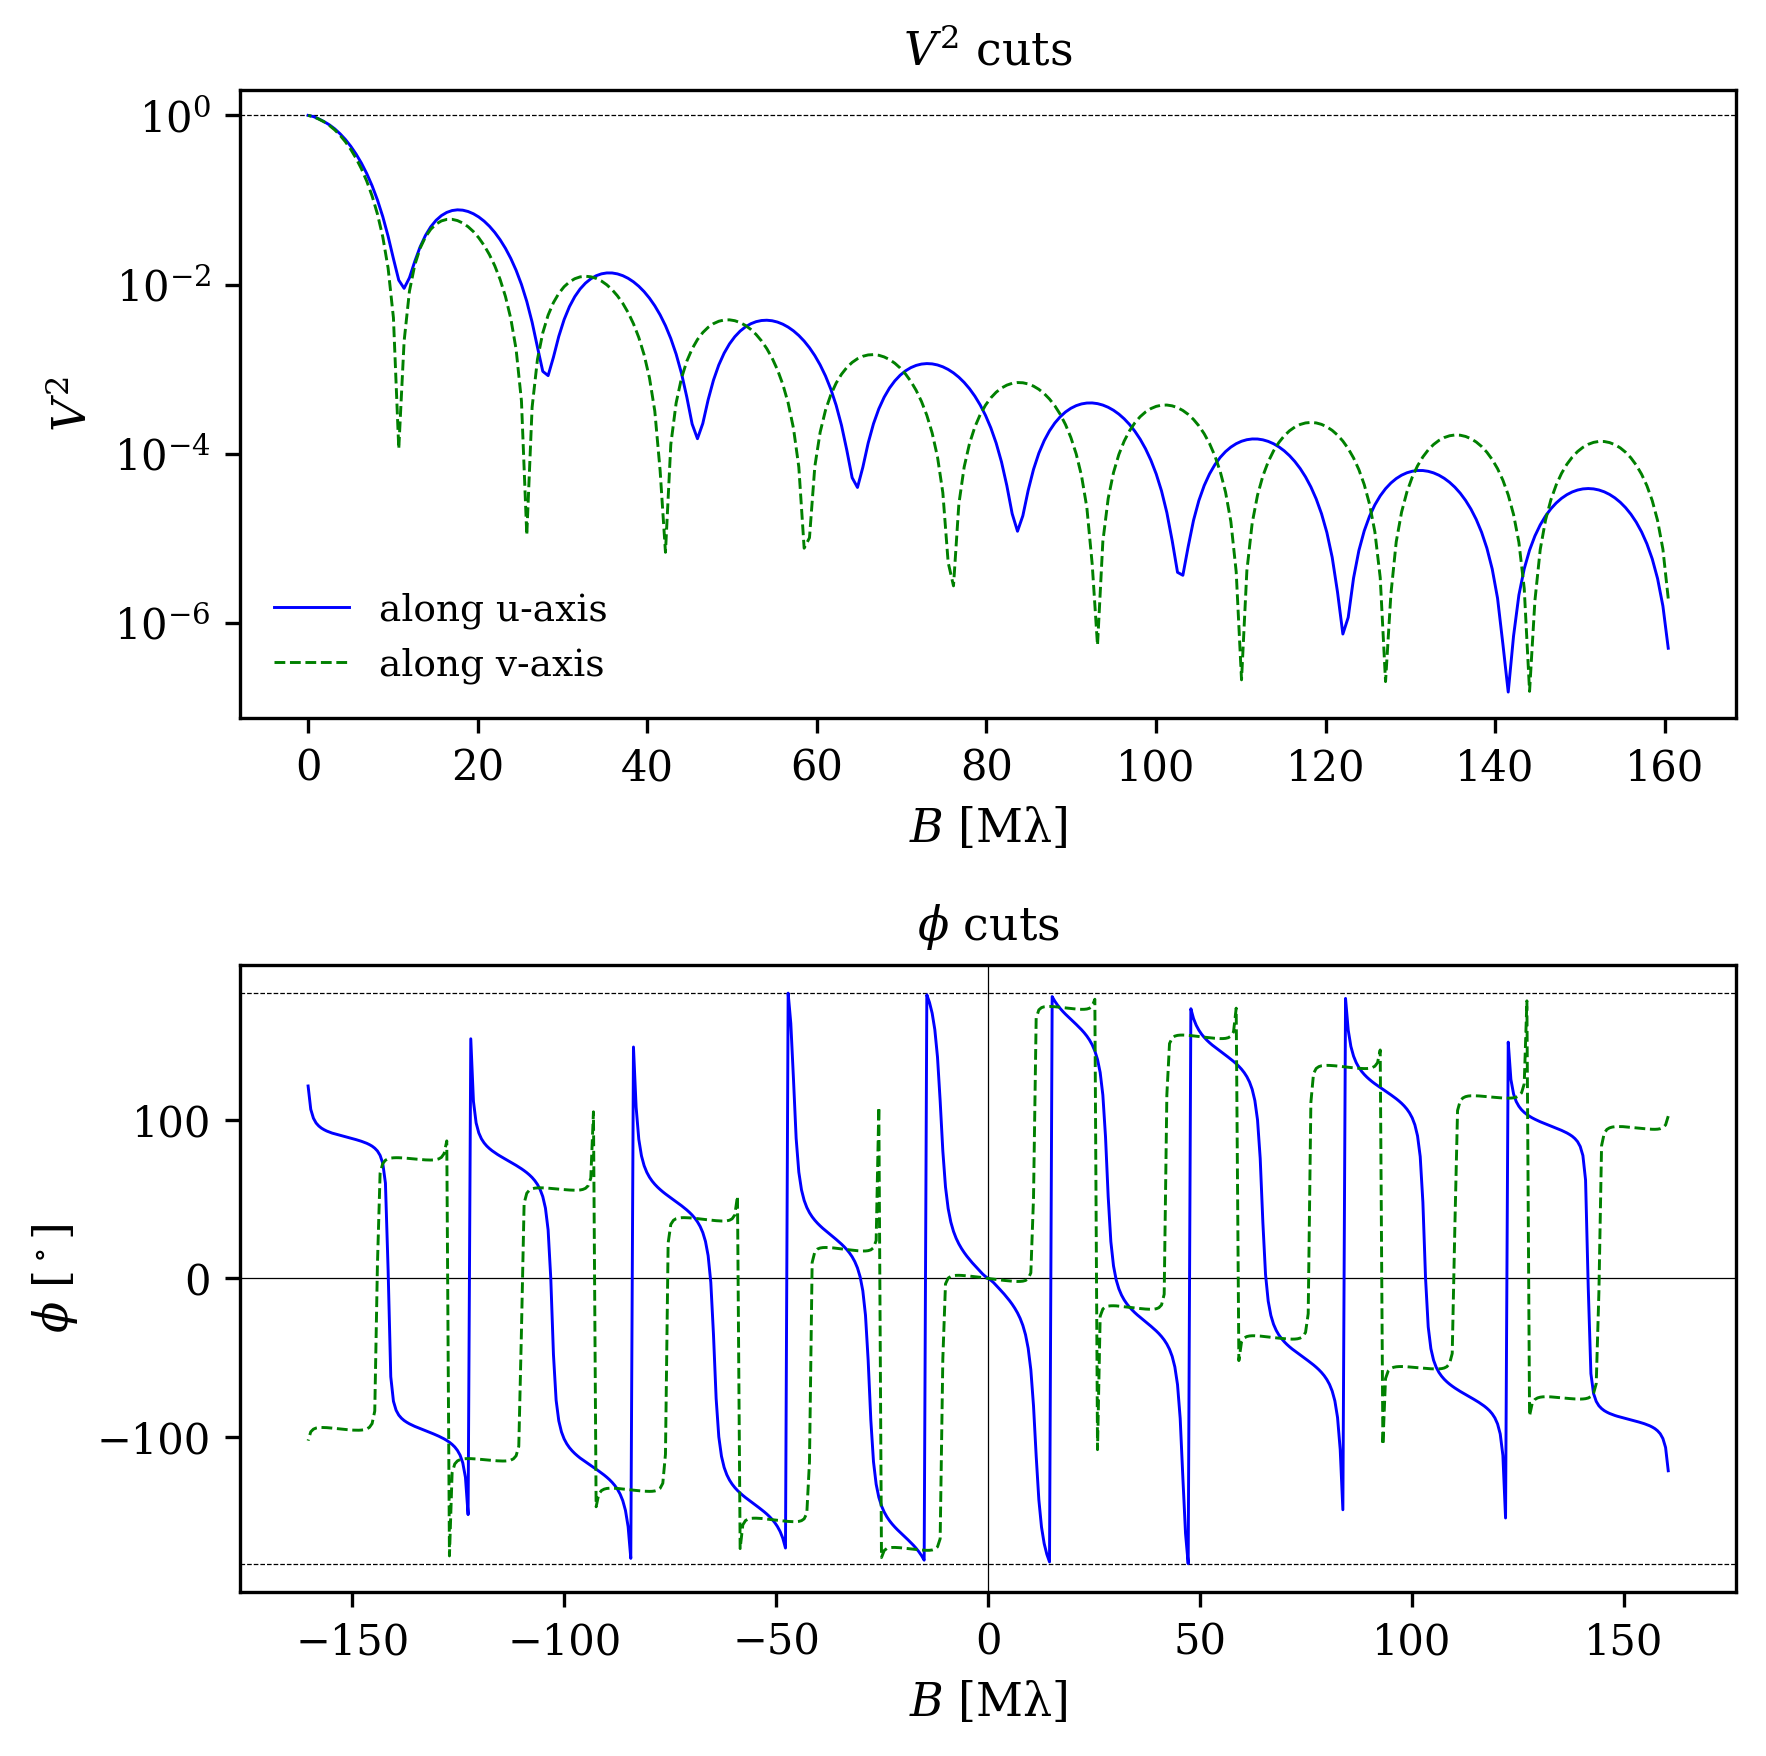 V² cuts
10⁰
10⁻²
10⁻⁴
10⁻⁶
V²
along u-axis
along v-axis
0 20 40 60 80 100 120 140 160
B [Mλ]
ϕ cuts
100
0
−100
ϕ [°]
−150 −100 −50 0 50 100 150
B [Mλ]